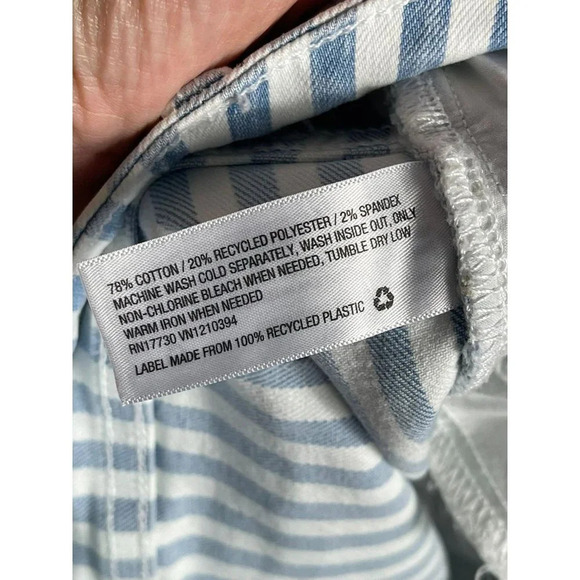 78% COTTON / 20% RECYCLED POLYESTER / 2% SPANDEX
MACHINE WASH COLD SEPARATELY, WASH INSIDE OUT, ONLY
NON-CHLORINE BLEACH WHEN NEEDED, TUMBLE DRY LOW
WARM IRON WHEN NEEDED
RN17730 VN1210394
LABEL MADE FROM 100% RECYCLED PLASTIC